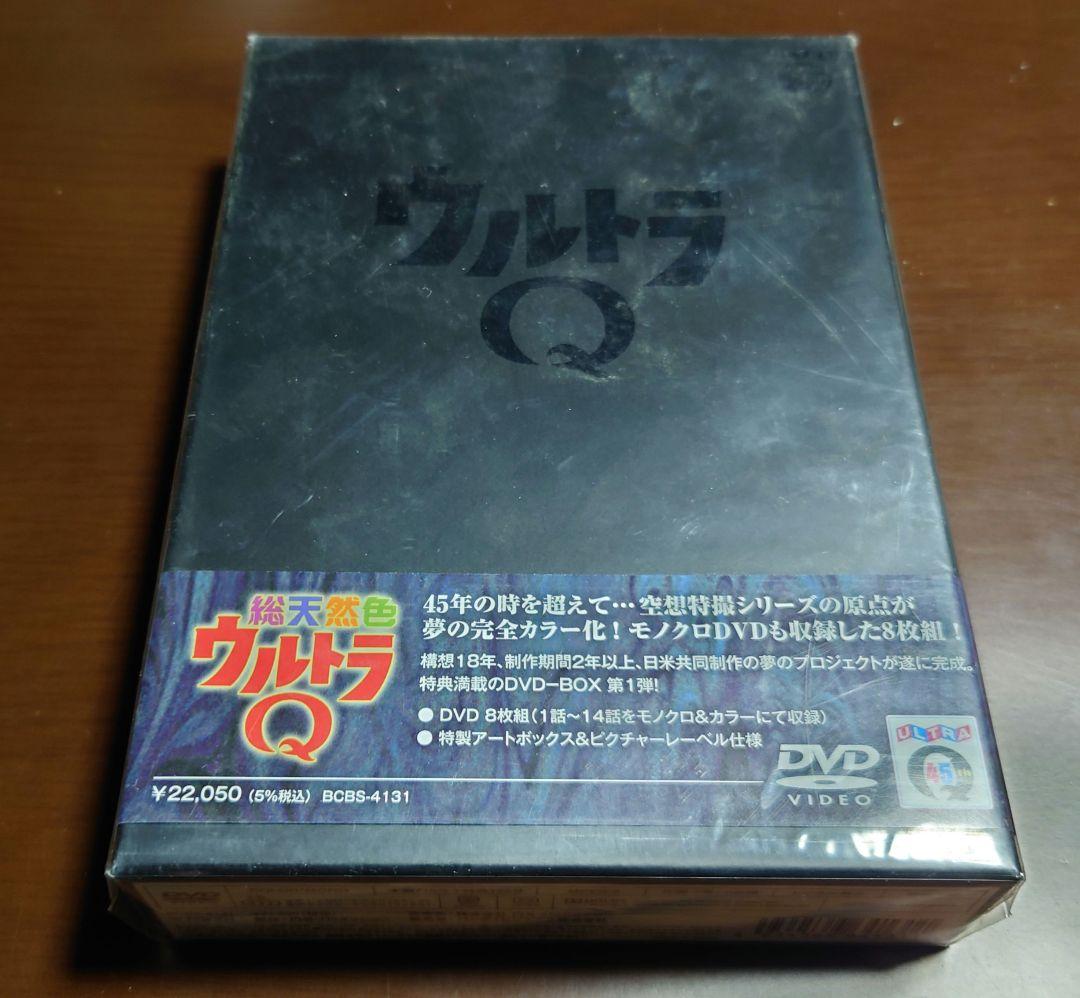 ウルトラ
Q
総天然色
ウルトラ
Q
45年の時を超えて…空想特撮シリーズの原点が
夢の完全カラー化!モノクロDVDも収録した8枚組!
構想18年、制作期間2年以上、日米共同制作の夢のプロジェクトが遂に完成。
特典満載のDVD-BOX 第1弾!
● DVD 8枚組(1話~14話をモノクロ&カラーにて収録)
● 特製アートボックス&ピクチャーレーベル仕様
¥22,050 (5%税込) BCBS-4131
DVD
VIDEO
ULTRA
Q
45th
DVD